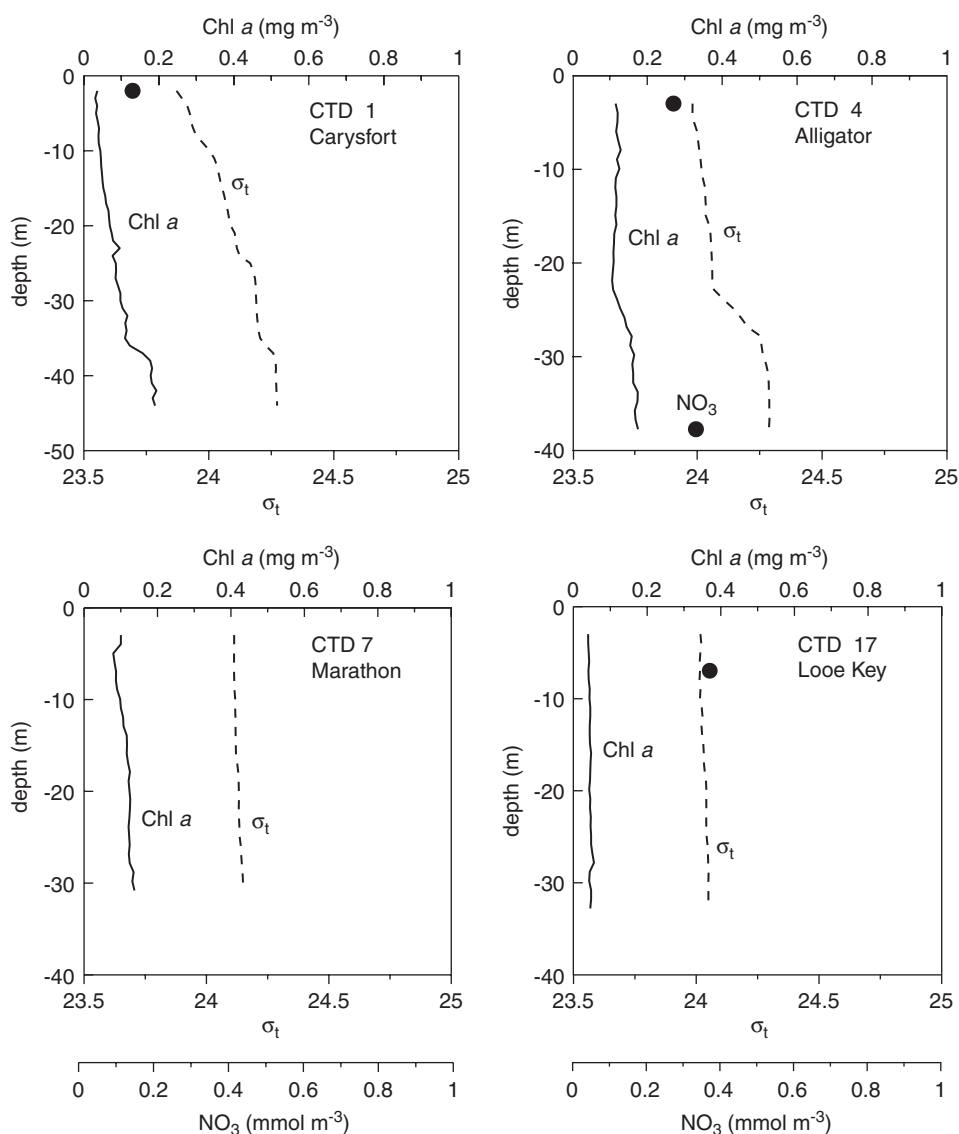 Chl a (mg m-3)
0 0.2 0.4 0.6 0.8 1
0
-10
-20
-30
-40
-50
depth (m)
CTD 1
Carysfort
σt
Chl a
23.5 24 24.5 25
σt
Chl a (mg m-3)
0 0.2 0.4 0.6 0.8 1
0
-10
-20
-30
-40
depth (m)
CTD 4
Alligator
Chl a
σt
NO3
23.5 24 24.5 25
σt
Chl a (mg m-3)
0 0.2 0.4 0.6 0.8 1
0
-10
-20
-30
-40
depth (m)
CTD 7
Marathon
Chl a
σt
23.5 24 24.5 25
σt
0 0.2 0.4 0.6 0.8 1
NO3 (mmol m-3)
Chl a (mg m-3)
0 0.2 0.4 0.6 0.8 1
0
-10
-20
-30
-40
depth (m)
CTD 17
Looe Key
Chl a
σt
23.5 24 24.5 25
σt
0 0.2 0.4 0.6 0.8 1
NO3 (mmol m-3)